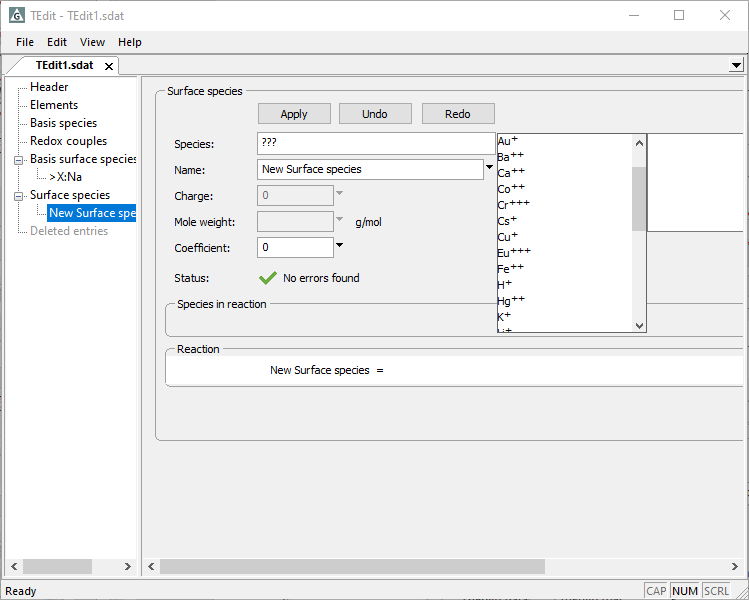 TEdit - TEdit1.sdat
File Edit View Help
TEdit1.sdat
Header
Elements
Basis species
Redox couples
Basis surface species
>X:Na
Surface species
New Surface spe
Deleted entries
Surface species
Apply Undo Redo
Species: ???
Name: New Surface species
Charge: 0
Mole weight: g/mol
Coefficient: 0
Status: No errors found
Au+
Ba++
Ca++
Co++
Cr+++
Cs+
Cu+
Eu+++
Fe++
H+
Hg++
K+
Li+
Species in reaction
Reaction
New Surface species =
Ready CAP NUM SCRL